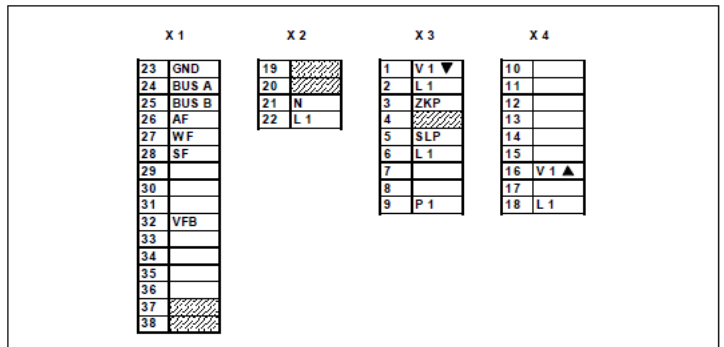 X 1 X 2 X 3 X 4
23 GND 19 1 V 1 ▼ 10
24 BUS A 20 2 L 1 11
25 BUS B 21 N 3 ZKP 12
26 AF 22 L 1 4 13
27 WF 5 SLP 14
28 SF 6 L 1 15
29 7 16 V 1 ▲
30 8 17
31 9 P 1 18 L 1
32 VFB
33
34
35
36
37
38